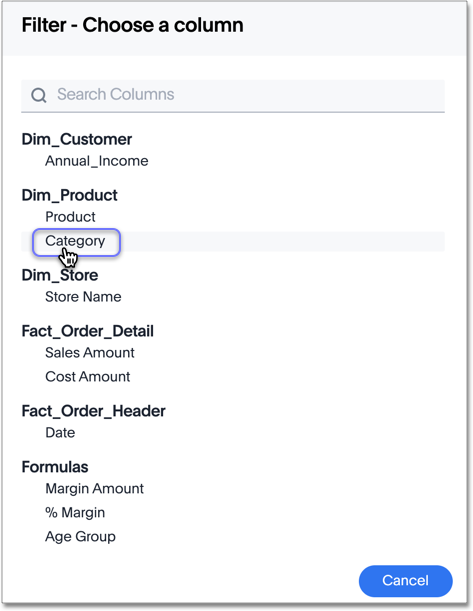 Filter - Choose a column
Search Columns
Dim_Customer
Annual_Income
Dim_Product
Product
Category
Dim_Store
Store Name
Fact_Order_Detail
Sales Amount
Cost Amount
Fact_Order_Header
Date
Formulas
Margin Amount
% Margin
Age Group
Cancel